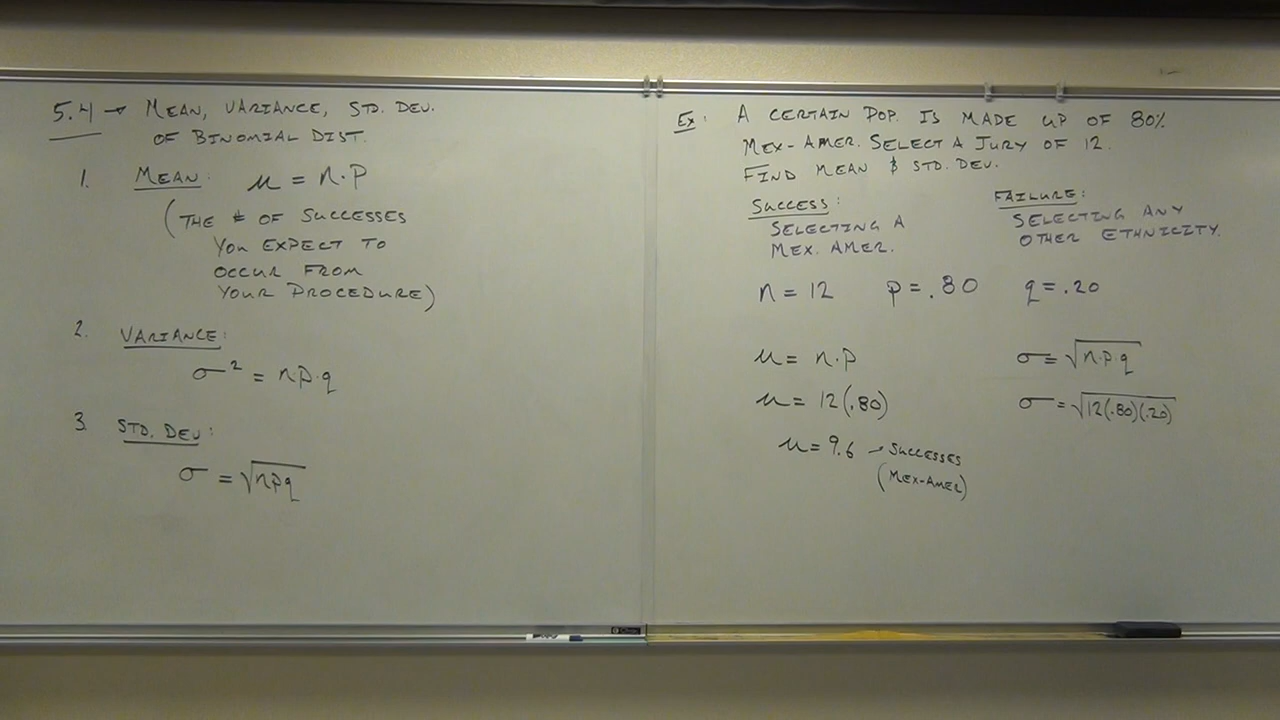 5.4 → MEAN, VARIANCE, STD. DEV.
OF BINOMIAL DIST.
1. MEAN: μ = n·p
(THE # OF SUCCESSES
YOU EXPECT TO
OCCUR FROM
YOUR PROCEDURE)
2. VARIANCE:
σ² = n·p·q
3. STD. DEV:
σ = √npq
Ex: A CERTAIN POP. IS MADE UP OF 80%
MEX-AMER. SELECT A JURY OF 12.
FIND MEAN & STD. DEV.
SUCCESS:
SELECTING A
MEX. AMER.
FAILURE:
SELECTING ANY
OTHER ETHNICITY.
n = 12 p = .80 q = .20
μ = n·p
μ = 12(.80)
μ = 9.6 → SUCCESSES
(MEX-AMER)
σ = √n·p·q
σ = √12(.80)(.20)